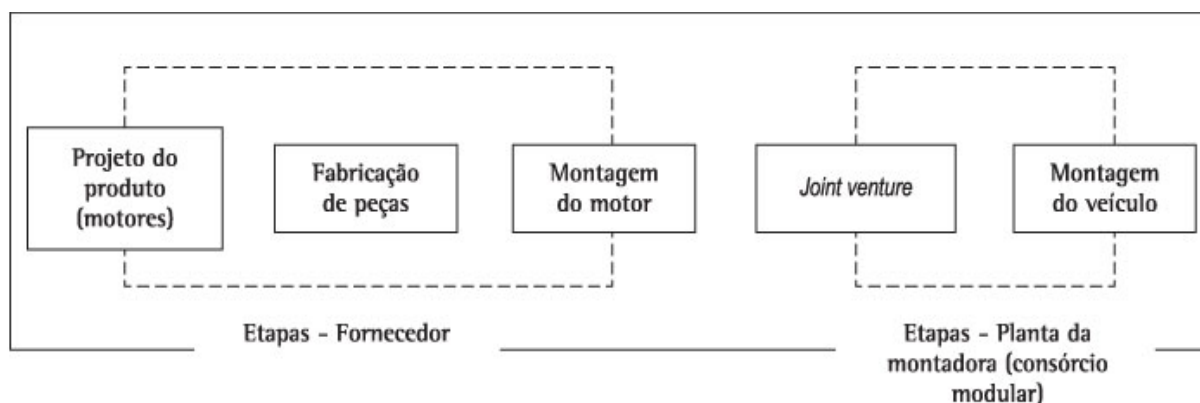 Projeto do
produto
(motores)
Fabricação
de peças
Montagem
do motor
Joint venture
Montagem
do veículo
Etapas - Fornecedor
Etapas - Planta da
montadora (consórcio
modular)